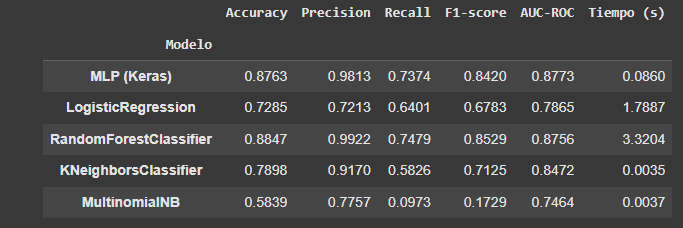 Accuracy Precision Recall F1-score AUC-ROC Tiempo (s)
Modelo
MLP (Keras) 0.8763 0.9813 0.7374 0.8420 0.8773 0.0860
LogisticRegression 0.7285 0.7213 0.6401 0.6783 0.7865 1.7887
RandomForestClassifier 0.8847 0.9922 0.7479 0.8529 0.8756 3.3204
KNeighborsClassifier 0.7898 0.9170 0.5826 0.7125 0.8472 0.0035
MultinomialNB 0.5839 0.7757 0.0973 0.1729 0.7464 0.0037